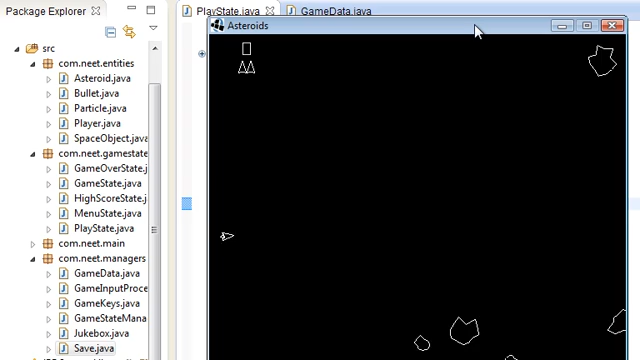 Package Explorer
src
com.neet.entities
Asteroid.java
Bullet.java
Particle.java
Player.java
SpaceObject.java
com.neet.gamestate
GameOverState.j
GameState.java
HighScoreState.j
MenuState.java
PlayState.java
com.neet.main
com.neet.managers
GameData.java
GameInputProce
GameKeys.java
GameStateMana
Jukebox.java
Save.java
PlayState.java
GameData.java
Asteroids
0